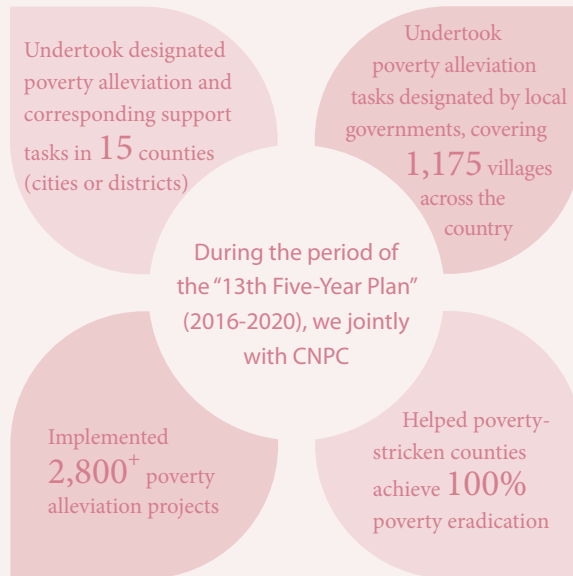 Undertook designated
poverty alleviation and
corresponding support
tasks in 15 counties
(cities or districts)
Undertook
poverty alleviation
tasks designated by local
governments, covering
1,175 villages
across the
country
During the period of
the “13th Five-Year Plan”
(2016-2020), we jointly
with CNPC
Implemented
2,800+ poverty
alleviation projects
Helped poverty-
stricken counties
achieve 100%
poverty eradication